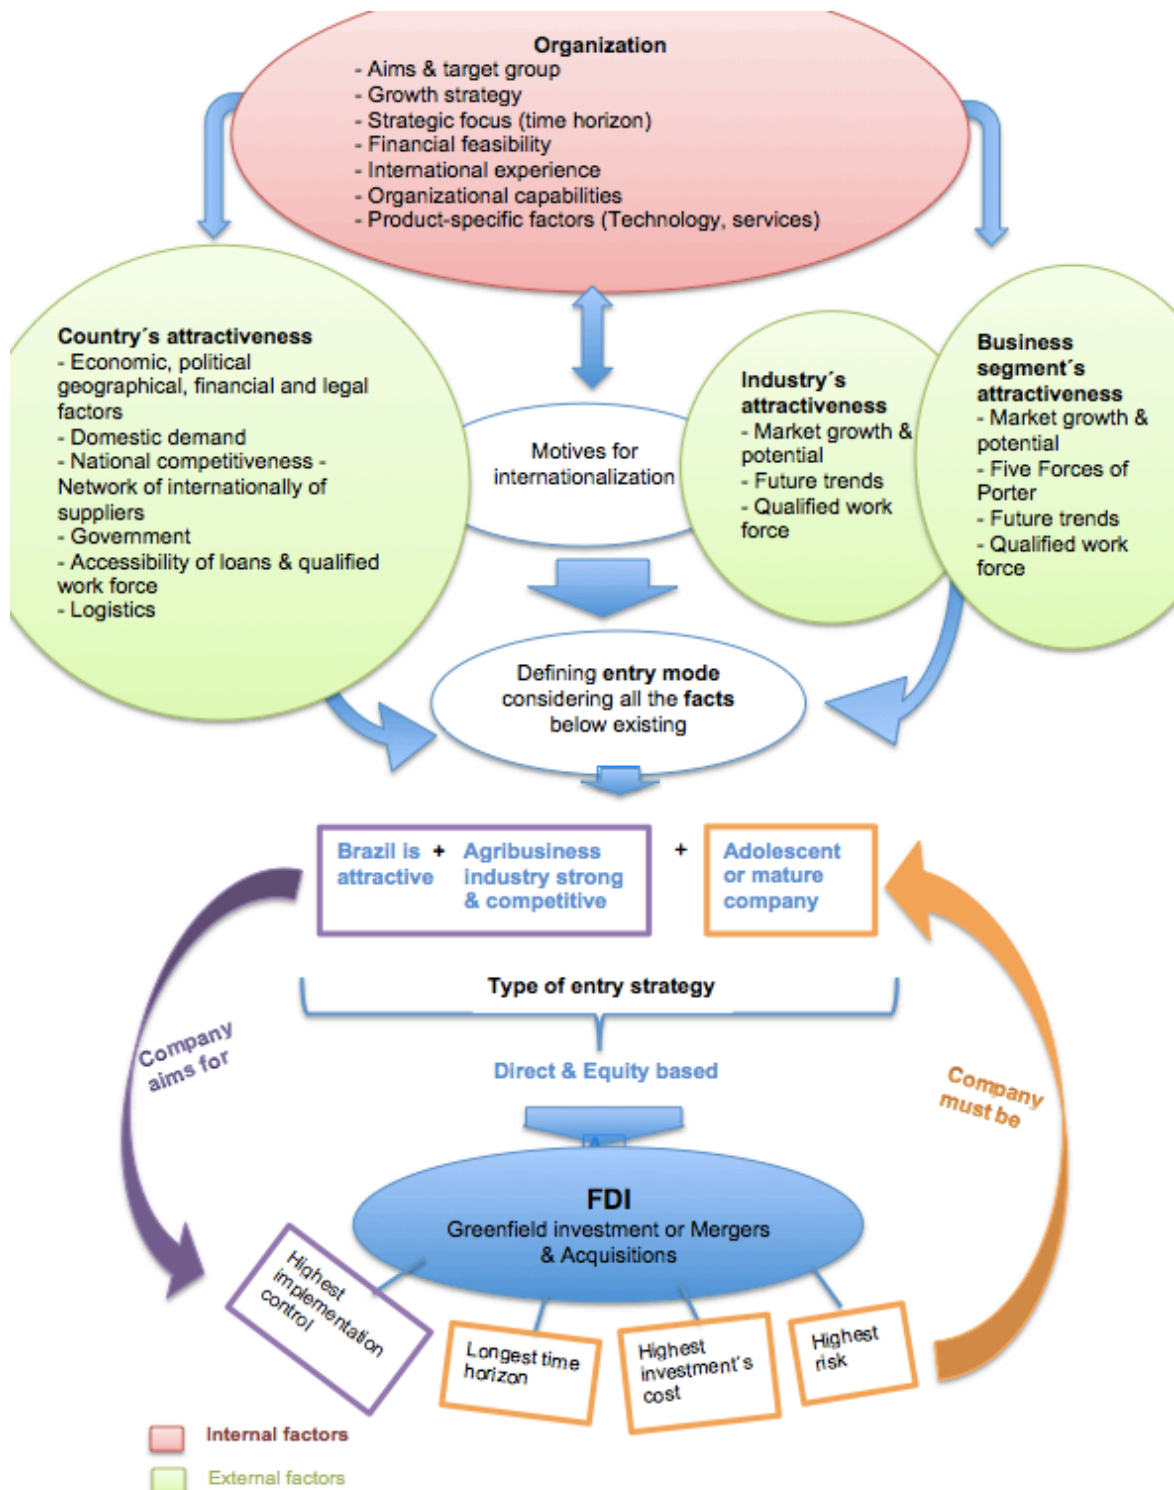 Organization
- Aims & target group
- Growth strategy
- Strategic focus (time horizon)
- Financial feasibility
- International experience
- Organizational capabilities
- Product-specific factors (Technology, services)
Country´s attractiveness
- Economic, political
geographical, financial and legal
factors
- Domestic demand
- National competitiveness -
Network of internationally of
suppliers
- Government
- Accessibility of loans & qualified
work force
- Logistics
Motives for
internationalization
Industry´s
attractiveness
- Market growth &
potential
- Future trends
- Qualified work
force
Business
segment´s
attractiveness
- Market growth &
potential
- Five Forces of
Porter
- Future trends
- Qualified work
force
Defining entry mode
considering all the facts
below existing
Brazil is
attractive
+
Agribusiness
industry strong
& competitive
+
Adolescent
or mature
company
Type of entry strategy
Direct & Equity based
Company
aims for
Company
must be
FDI
Greenfield investment or Mergers
& Acquisitions
Highest
implementation
control
Longest time
horizon
Highest
investment´s
cost
Highest
risk
Internal factors
External factors